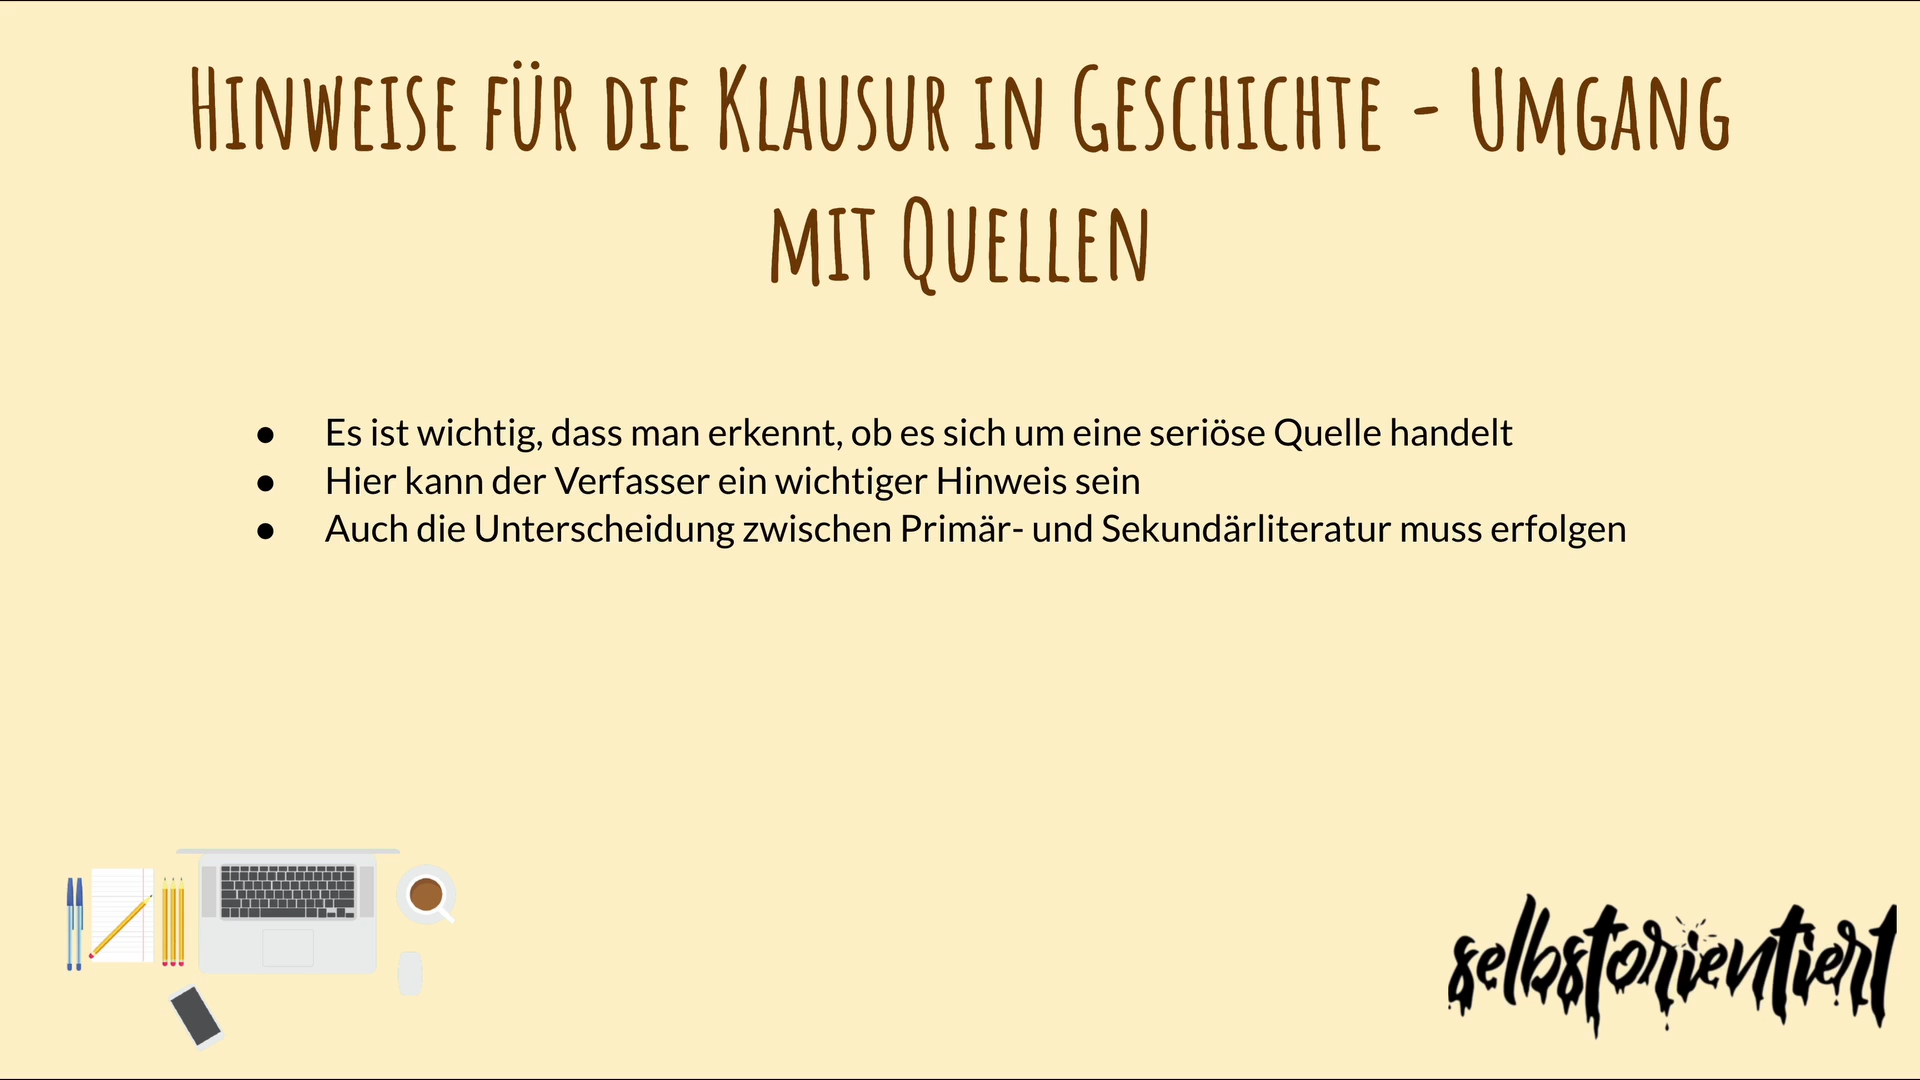 Hinweise für die Klausur in Geschichte - Umgang
mit Quellen
● Es ist wichtig, dass man erkennt, ob es sich um eine seriöse Quelle handelt
● Hier kann der Verfasser ein wichtiger Hinweis sein
● Auch die Unterscheidung zwischen Primär- und Sekundärliteratur muss erfolgen
selbstorientiert